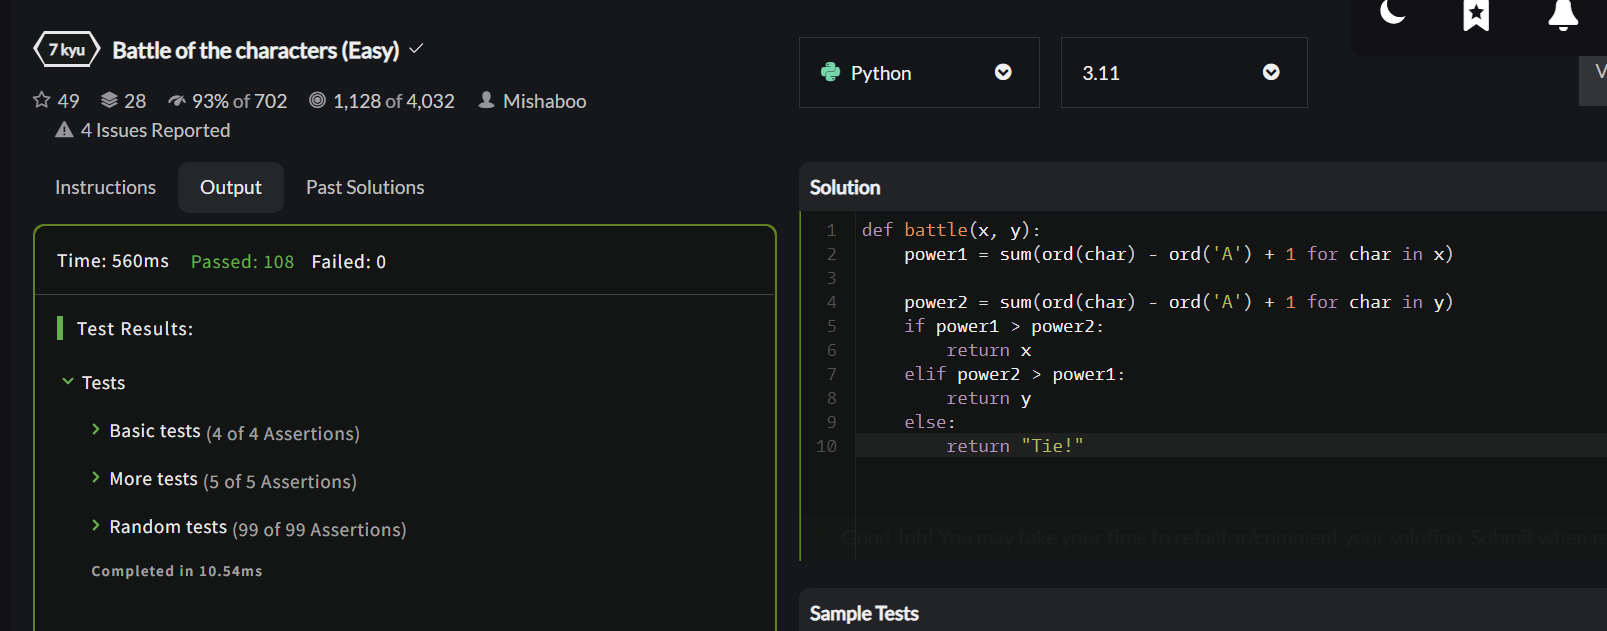 7 kyu Battle of the characters (Easy)
49 28 93% of 702 1,128 of 4,032 Mishaboo
4 Issues Reported
Instructions Output Past Solutions
Time: 560ms Passed: 108 Failed: 0
Test Results:
Tests
Basic tests (4 of 4 Assertions)
More tests (5 of 5 Assertions)
Random tests (99 of 99 Assertions)
Completed in 10.54ms
Python 3.11
V
Solution
1 def battle(x, y):
2     power1 = sum(ord(char) - ord('A') + 1 for char in x)
3
4     power2 = sum(ord(char) - ord('A') + 1 for char in y)
5     if power1 > power2:
6         return x
7     elif power2 > power1:
8         return y
9     else:
10         return "Tie!"
Good Job! You may take your time to refactor/comment your solution. Submit when
Sample Tests